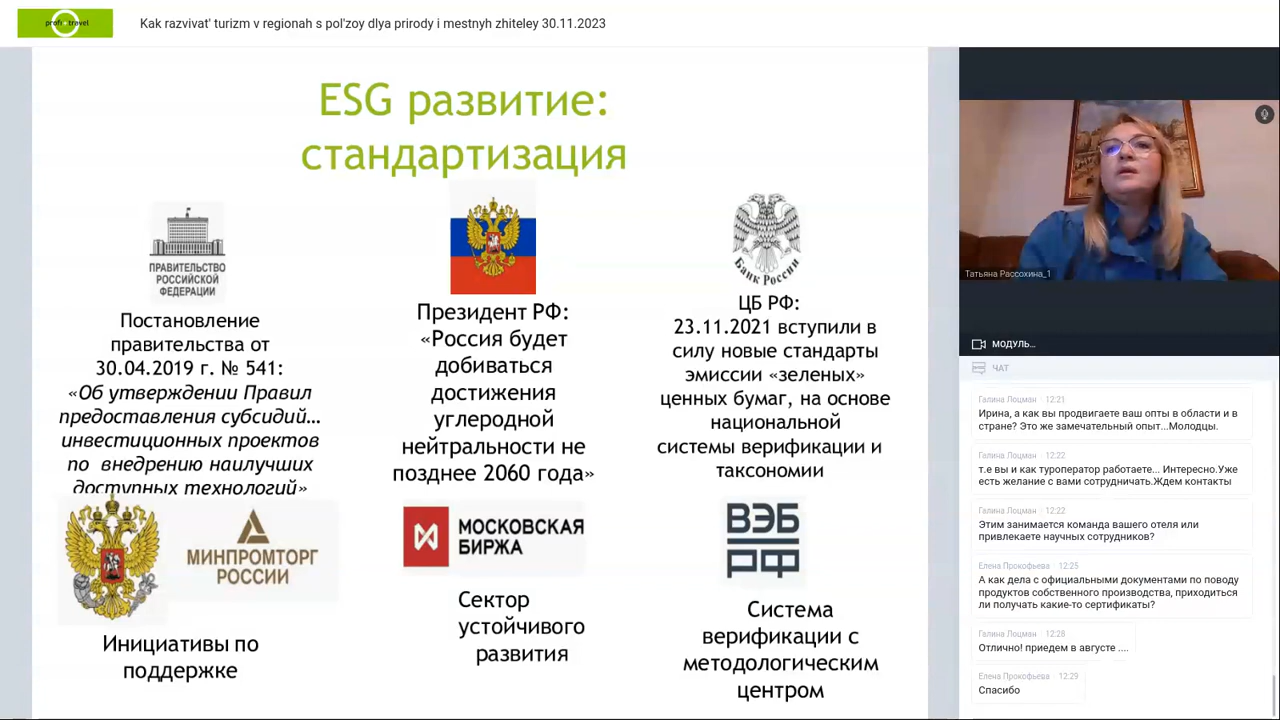 profi travel
Kak razvivat' turizm v regionah s pol'zoy dlya prirody i mestnyh zhiteley 30.11.2023
ESG развитие:
стандартизация
ПРАВИТЕЛЬСТВО
РОССИЙСКОЙ
ФЕДЕРАЦИИ
Постановление
правительства от
30.04.2019 г. № 541:
«Об утверждении Правил
предоставления субсидий...
инвестиционных проектов
по внедрению наилучших
доступных технологий»
Президент РФ:
«Россия будет
добиваться
достижения
углеродной
нейтральности не
позднее 2060 года»
Банк России
ЦБ РФ:
23.11.2021 вступили в
силу новые стандарты
эмиссии «зеленых»
ценных бумаг, на основе
национальной
системы верификации и
таксономии
МИНПРОМТОРГ
РОССИИ
Инициативы по
поддержке
МОСКОВСКАЯ
БИРЖА
Сектор
устойчивого
развития
ВЭБ
РФ
Система
верификации с
методологическим
центром
Татьяна Рассохина_1
МОДУЛЬ...
ЧАТ
Галина Лоцман 12:21
Ирина, а как вы продвигаете ваш опты в области и в
стране? Это же замечательный опыт...Молодцы.
Галина Лоцман 12:22
т.е вы и как туроператор работаете... Интересно.Уже
есть желание с вами сотрудничать.Ждем контакты
Галина Лоцман 12:22
Этим занимается команда вашего отеля или
привлекаете научных сотрудников?
Елена Прокофьева 12:25
А как дела с официальными документами по поводу
продуктов собственного производства, приходиться
ли получать какие-то сертификаты?
Галина Лоцман 12:28
Отлично! приедем в августе ....
Елена Прокофьева 12:29
Спасибо